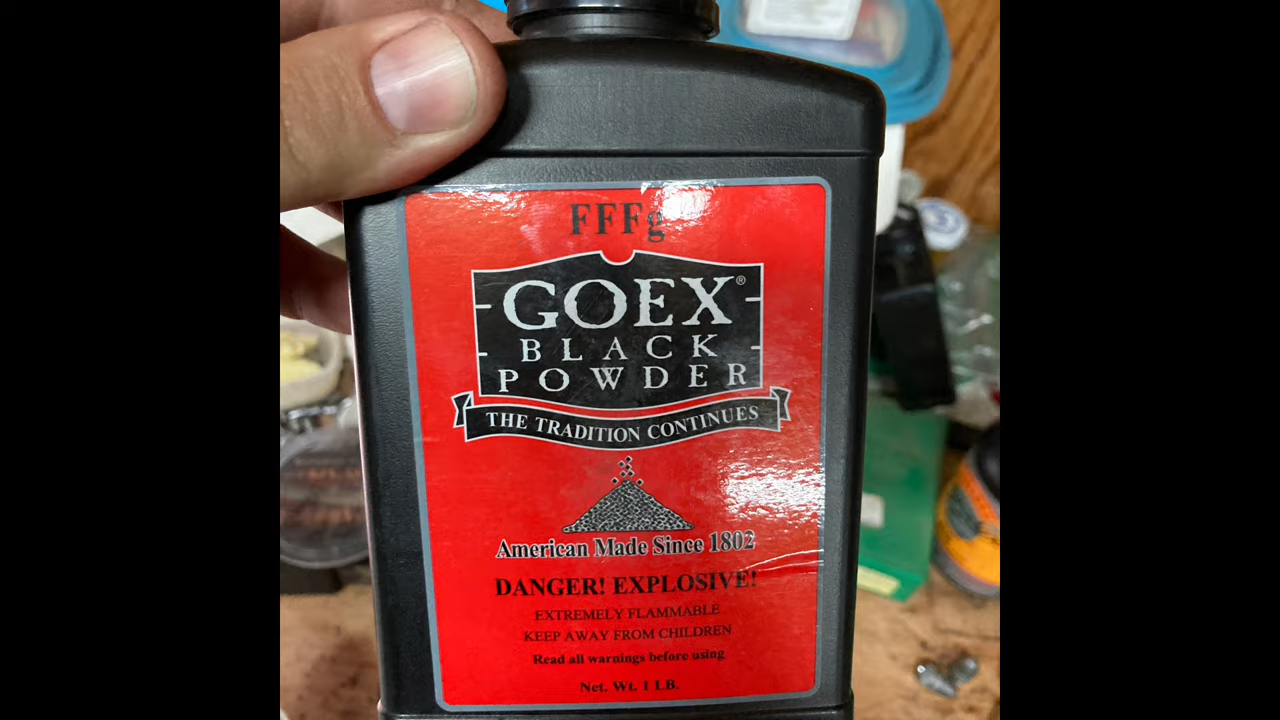 FFFg
GOEX®
BLACK
POWDER
THE TRADITION CONTINUES
American Made Since 1802
DANGER! EXPLOSIVE!
EXTREMELY FLAMMABLE
KEEP AWAY FROM CHILDREN
Read all warnings before using
Net. Wt. 1 LB.